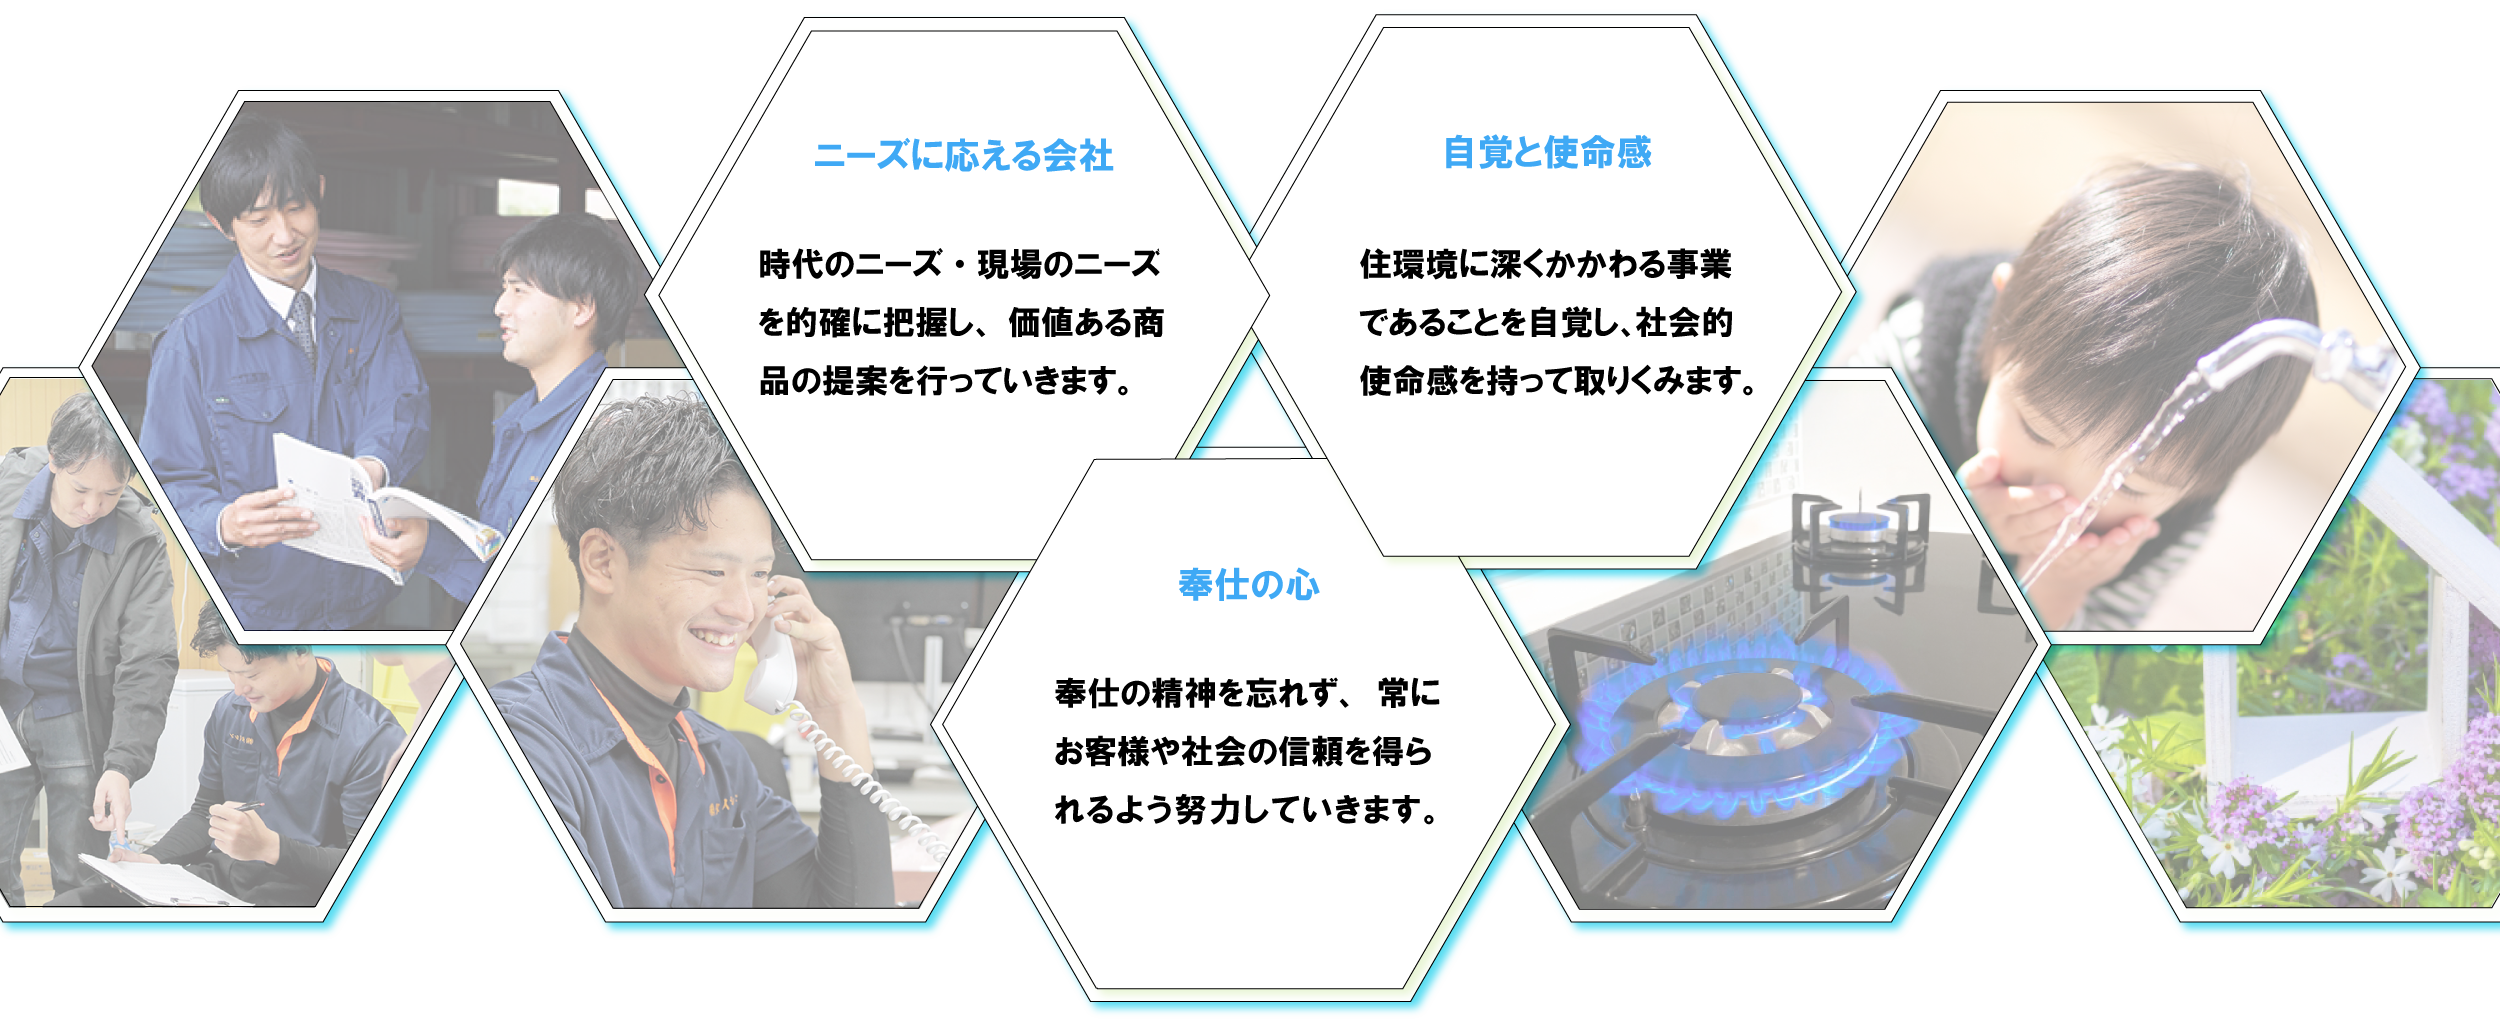 ニーズに応える会社
時代のニーズ・現場のニーズ
を的確に把握し、価値ある商
品の提案を行っていきます。
自覚と使命感
住環境に深くかかわる事業
であることを自覚し、社会的
使命感を持って取りくみます。
奉仕の心
奉仕の精神を忘れず、常に
お客様や社会の信頼を得ら
れるよう努力していきます。